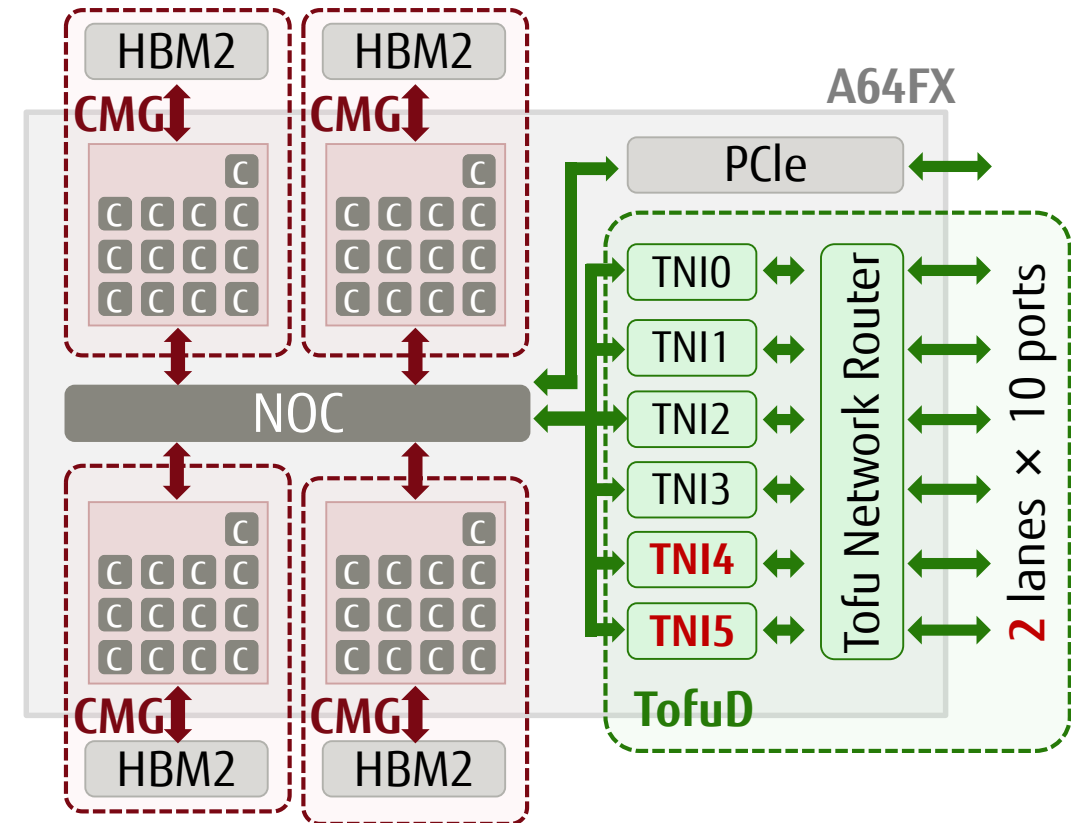 HBM2
HBM2
A64FX
CMG
CMG
C
C
C C C C
C C C C
C C C C
C C C C
C C C C
C C C C
PCIe
TNI0
TNI1
NOC
TNI2
TNI3
TNI4
TNI5
Tofu Network Router
2 lanes × 10 ports
C
C
C C C C
C C C C
C C C C
C C C C
C C C C
C C C C
TofuD
CMG
CMG
HBM2
HBM2